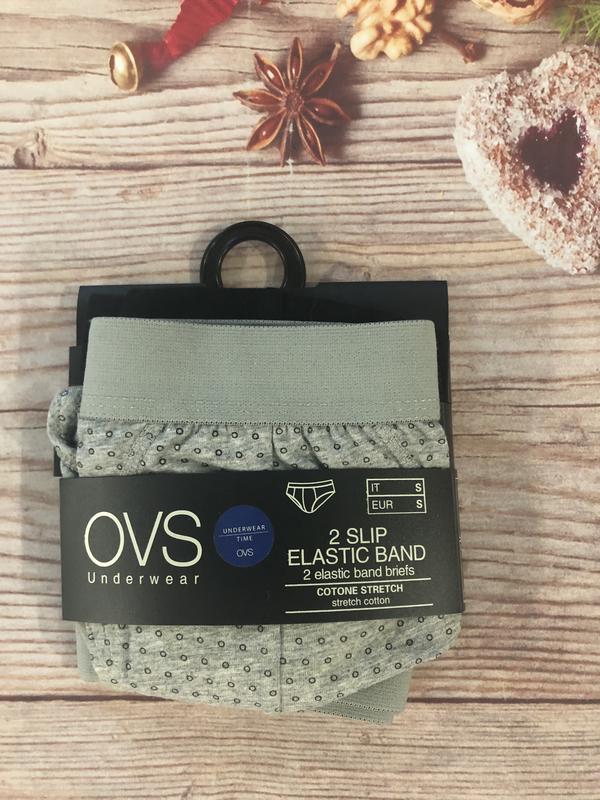 OVS
Underwear
UNDERWEAR
TIME
OVS
IT S
EUR S
2 SLIP
ELASTIC BAND
2 elastic band briefs
COTONE STRETCH
stretch cotton